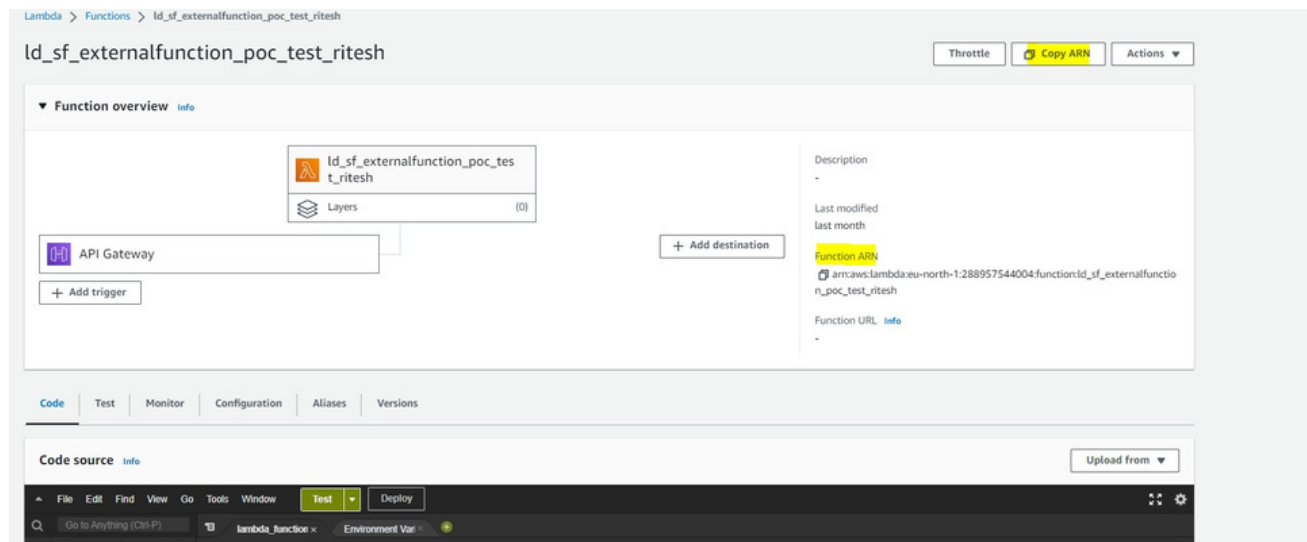 Lambda > Functions > ld_sf_externalfunction_poc_test_ritesh
ld_sf_externalfunction_poc_test_ritesh
Throttle
Copy ARN
Actions
Function overview Info
ld_sf_externalfunction_poc_tes
t_ritesh
Layers (0)
API Gateway
+ Add trigger
+ Add destination
Description
-
Last modified
last month
Function ARN
arn:aws:lambda:eu-north-1:288957544004:function:ld_sf_externalfunctio
n_poc_test_ritesh
Function URL Info
-
Code Test Monitor Configuration Aliases Versions
Code source Info
Upload from
File Edit Find View Go Tools Window Test Deploy
Go to Anything (Ctrl-P) lambda_function × Environment Var ×